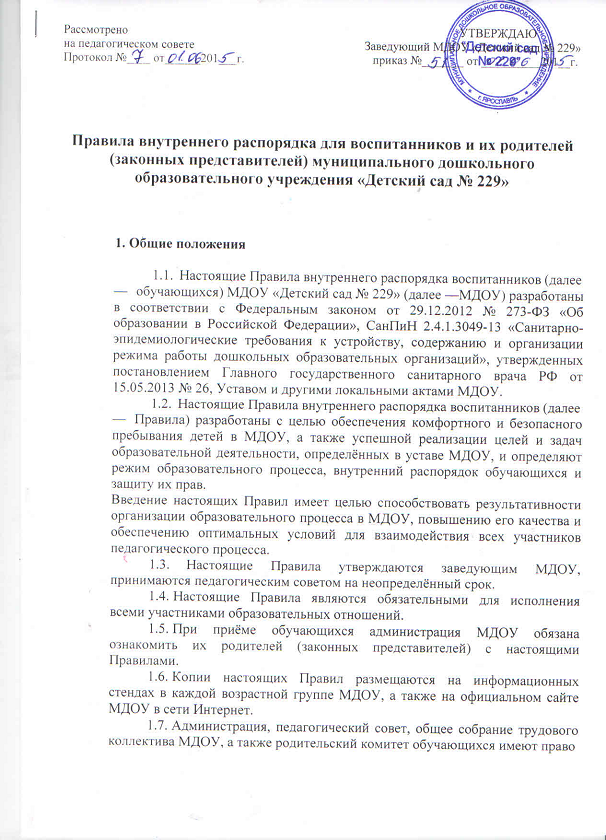 Рассмотрено
на педагогическом совете
Протокол № 7 от 01.06 2015 г.
УТВЕРЖДАЮ
Заведующий МДОУ «Детский сад № 229»
приказ № от 2015 г.
МУНИЦИПАЛЬНОЕ ДОШКОЛЬНОЕ ОБРАЗОВАТЕЛЬНОЕ УЧРЕЖДЕНИЕ
"Детский сад
№ 229"
г. ЯРОСЛАВЛЬ
Правила внутреннего распорядка для воспитанников и их родителей
(законных представителей) муниципального дошкольного
образовательного учреждения «Детский сад № 229»
1. Общие положения
1.1. Настоящие Правила внутреннего распорядка воспитанников (далее
— обучающихся) МДОУ «Детский сад № 229» (далее —МДОУ) разработаны
в соответствии с Федеральным законом от 29.12.2012 № 273-ФЗ «Об
образовании в Российской Федерации», СанПиН 2.4.1.3049-13 «Санитарно-
эпидемиологические требования к устройству, содержанию и организации
режима работы дошкольных образовательных организаций», утвержденных
постановлением Главного государственного санитарного врача РФ от
15.05.2013 № 26, Уставом и другими локальными актами МДОУ.
1.2. Настоящие Правила внутреннего распорядка воспитанников (далее
— Правила) разработаны с целью обеспечения комфортного и безопасного
пребывания детей в МДОУ, а также успешной реализации целей и задач
образовательной деятельности, определённых в уставе МДОУ, и определяют
режим образовательного процесса, внутренний распорядок обучающихся и
защиту их прав.
Введение настоящих Правил имеет целью способствовать результативности
организации образовательного процесса в МДОУ, повышению его качества и
обеспечению оптимальных условий для взаимодействия всех участников
педагогического процесса.
1.3. Настоящие Правила утверждаются заведующим МДОУ,
принимаются педагогическим советом на неопределённый срок.
1.4. Настоящие Правила являются обязательными для исполнения
всеми участниками образовательных отношений.
1.5. При приёме обучающихся администрация МДОУ обязана
ознакомить их родителей (законных представителей) с настоящими
Правилами.
1.6. Копии настоящих Правил размещаются на информационных
стендах в каждой возрастной группе МДОУ, а также на официальном сайте
МДОУ в сети Интернет.
1.7. Администрация, педагогический совет, общее собрание трудового
коллектива МДОУ, а также родительский комитет обучающихся имеют право